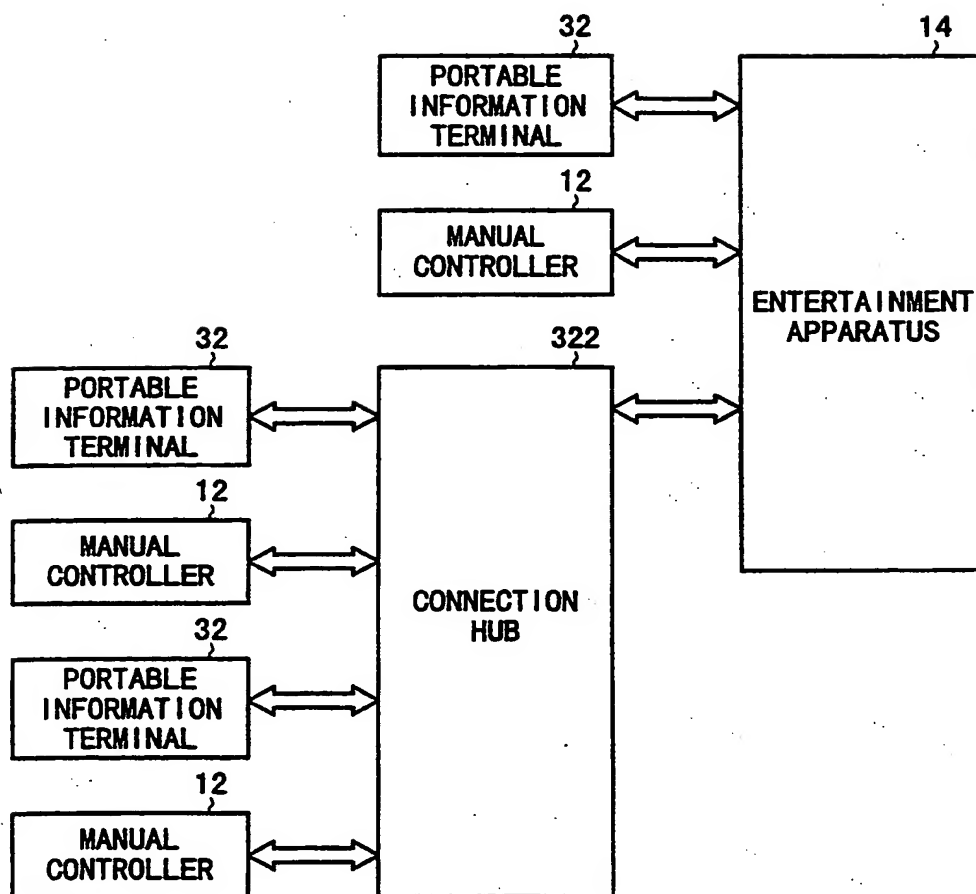 32
PORTABLE
INFORMATION
TERMINAL
14
ENTERTAINMENT
APPARATUS
12
MANUAL
CONTROLLER
32
PORTABLE
INFORMATION
TERMINAL
322
CONNECTION
HUB
12
MANUAL
CONTROLLER
32
PORTABLE
INFORMATION
TERMINAL
12
MANUAL
CONTROLLER